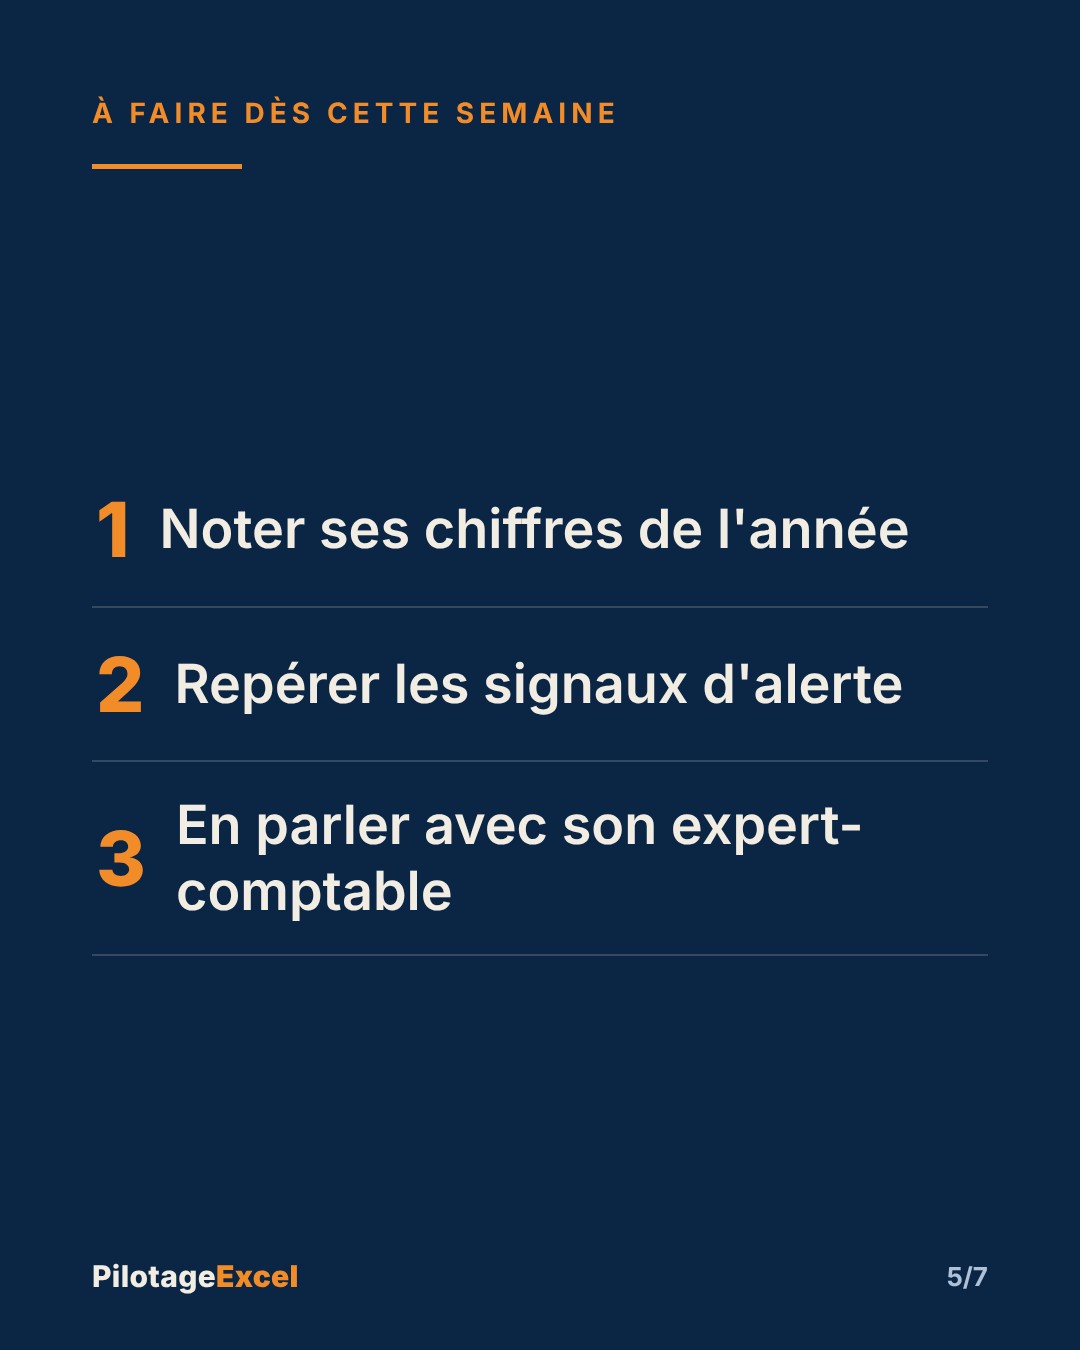 À FAIRE DÈS CETTE SEMAINE
1 Noter ses chiffres de l'année
2 Repérer les signaux d'alerte
3 En parler avec son expert-
comptable
PilotageExcel
5/7